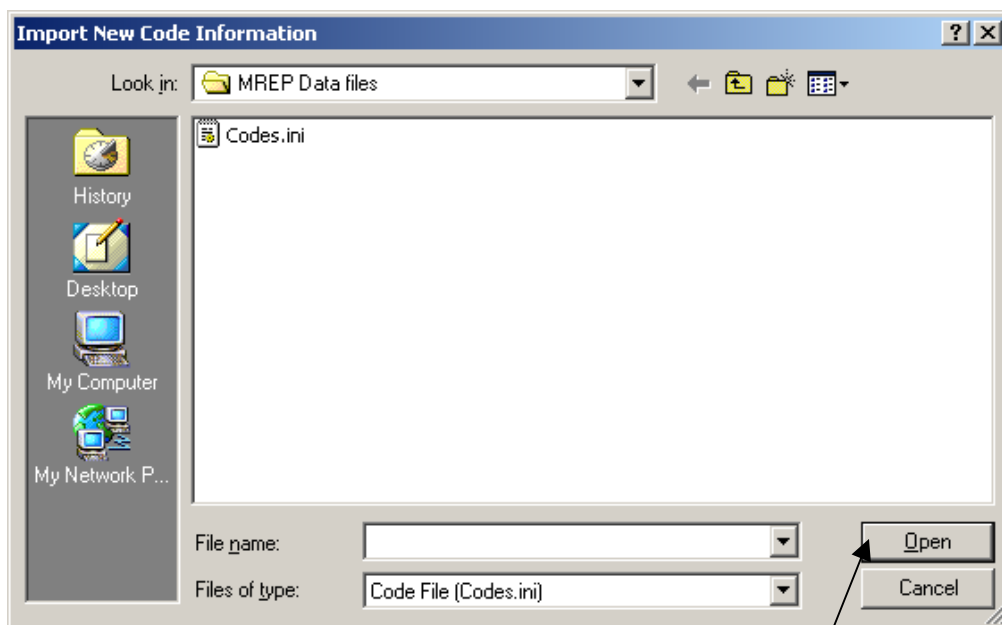 Import New Code Information
Look in: MREP Data files
Codes.ini
History
Desktop
My Computer
My Network P...
File name:
Open
Files of type: Code File (Codes.ini)
Cancel